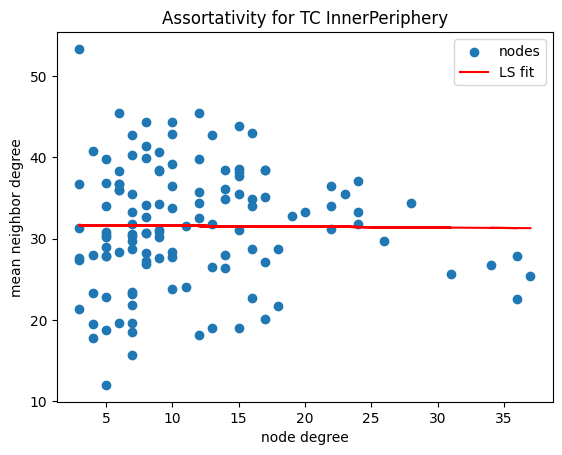 Assortativity for TC InnerPeriphery
nodes
LS fit
mean neighbor degree
50
40
30
20
10
5
10
15
20
25
30
35
node degree